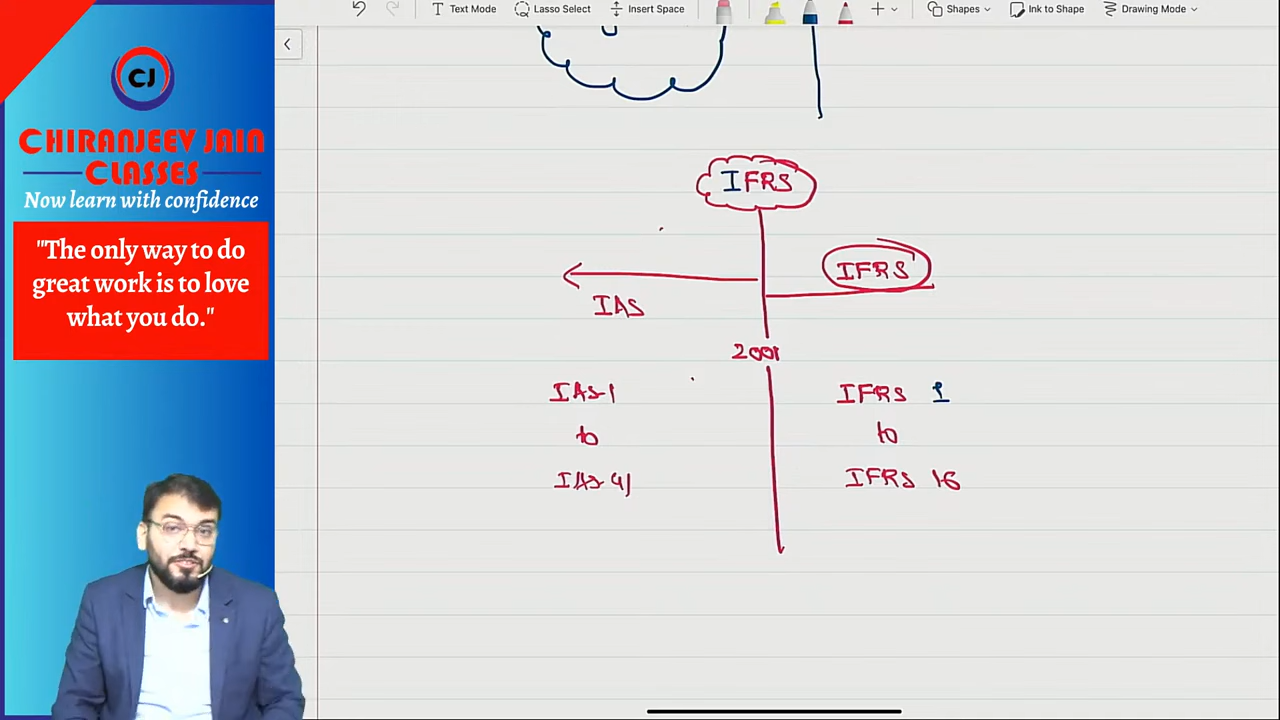 Text Mode
Lasso Select
Insert Space
Shapes
Ink to Shape
Drawing Mode
CJ
CHIRANJEEV JAIN
CLASSES
Now learn with confidence
"The only way to do
great work is to love
what you do."
IFRS
IFRS
IAS
2001
IAS-1
IFRS 1
to
to
IAS-41
IFRS 16